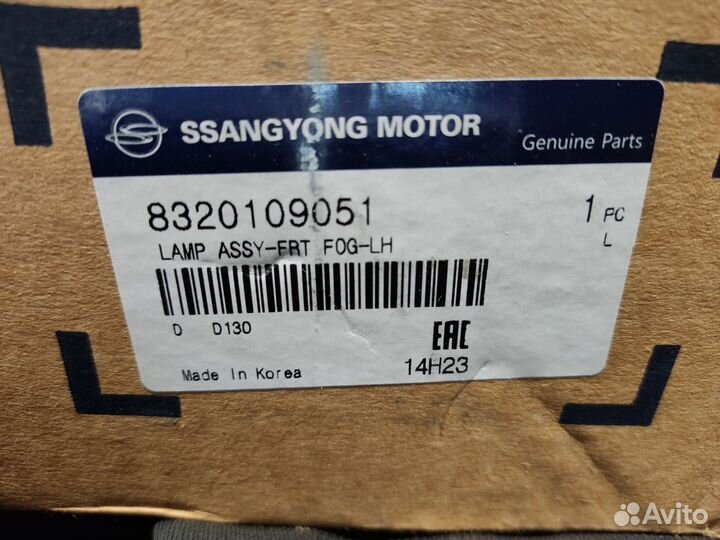 SSANGYONG MOTOR
Genuine Parts
8320109051
1 PC
LAMP ASSY-FRT FOG-LH
L
D D130
EAC
Made In Korea
14H23
Avito